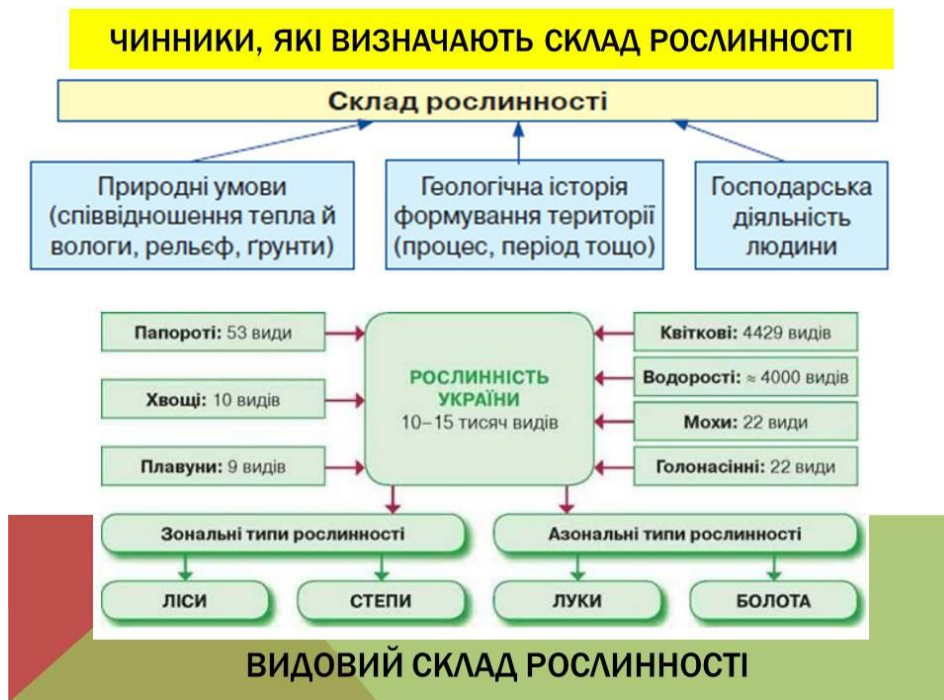 ЧИННИКИ, ЯКІ ВИЗНАЧАЮТЬ СКЛАД РОСЛИННОСТІ
Склад рослинності
Природні умови
(співвідношення тепла й
вологи, рельєф, ґрунти)
Геологічна історія
формування території
(процес, період тощо)
Господарська
діяльність
людини
Папороті: 53 види
Хвощі: 10 видів
Плавуни: 9 видів
РОСЛИННІСТЬ
УКРАЇНИ
10–15 тисяч видів
Квіткові: 4429 видів
Водорості: ≈ 4000 видів
Мохи: 22 види
Голонасінні: 22 види
Зональні типи рослинності
Азональні типи рослинності
ЛІСИ
СТЕПИ
ЛУКИ
БОЛОТА
ВИДОВИЙ СКЛАД РОСЛИННОСТІ